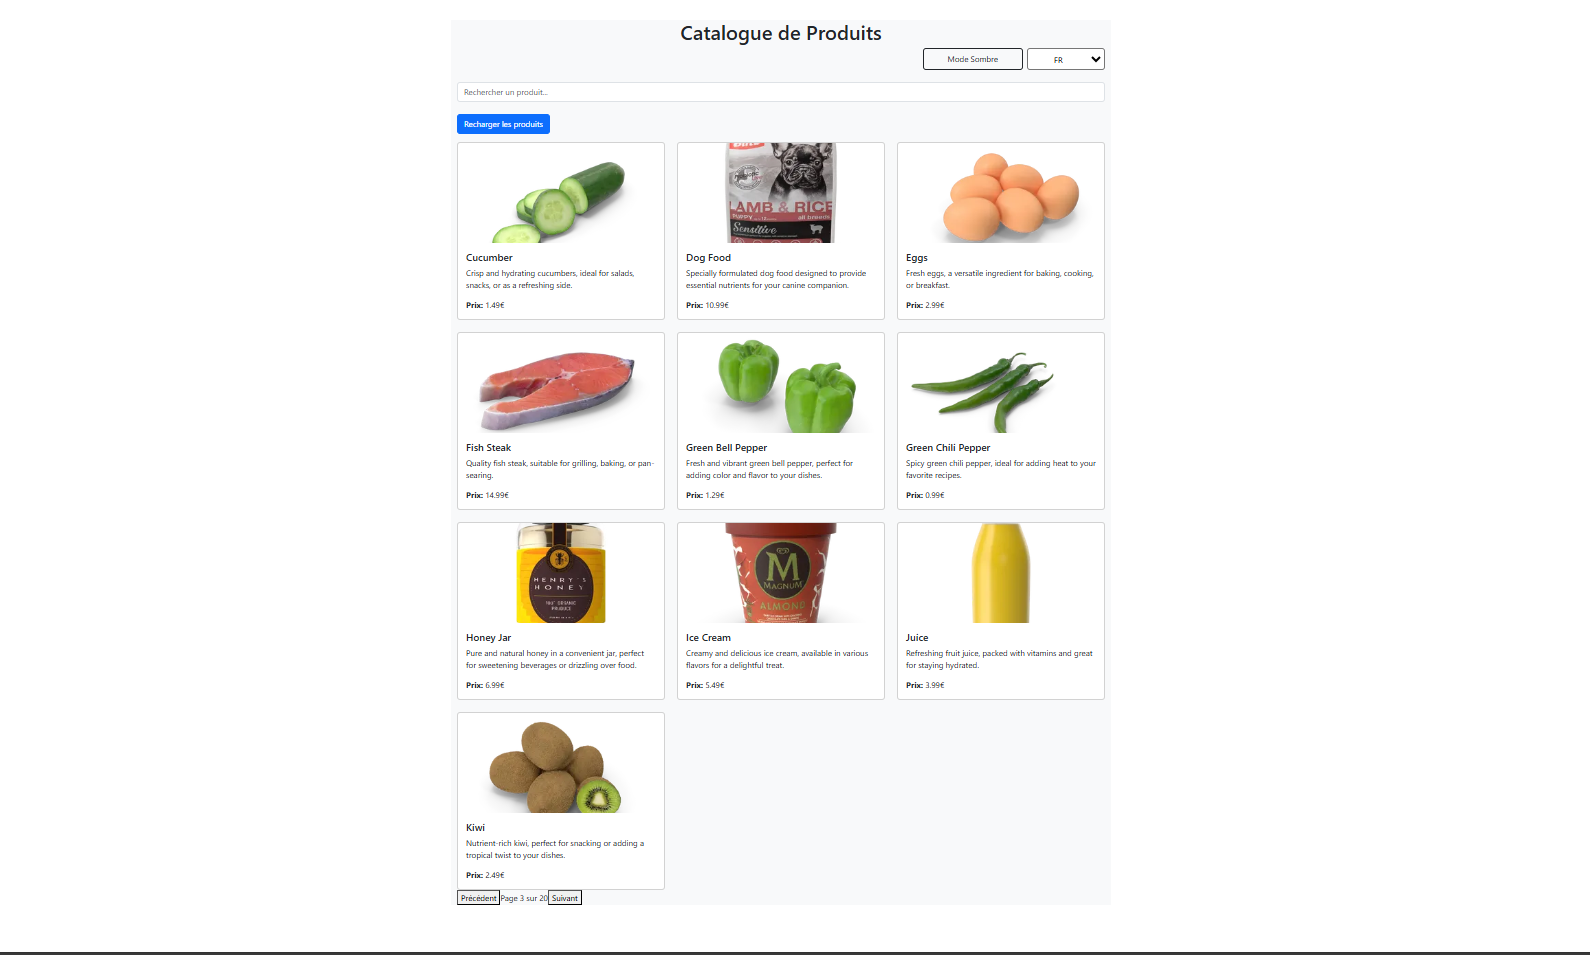 Catalogue de Produits
Mode Sombre
FR
Rechercher un produit...
Recharger les produits
LAMB & RICE
PUPPY
all breeds
Sensitive
Cucumber
Crisp and hydrating cucumbers, ideal for salads,
snacks, or as a refreshing side.
Prix: 1.49€
Dog Food
Specially formulated dog food designed to provide
essential nutrients for your canine companion.
Prix: 10.99€
Eggs
Fresh eggs, a versatile ingredient for baking, cooking,
or breakfast.
Prix: 2.99€
Fish Steak
Quality fish steak, suitable for grilling, baking, or pan-
searing.
Prix: 14.99€
Green Bell Pepper
Fresh and vibrant green bell pepper, perfect for
adding color and flavor to your dishes.
Prix: 1.29€
Green Chili Pepper
Spicy green chili pepper, ideal for adding heat to your
favorite recipes.
Prix: 0.99€
HENRY'S
HONEY
100% ORGANIC
PRODUCE
M
MAGNUM
ALMOND
Honey Jar
Pure and natural honey in a convenient jar, perfect
for sweetening beverages or drizzling over food.
Prix: 6.99€
Ice Cream
Creamy and delicious ice cream, available in various
flavors for a delightful treat.
Prix: 5.49€
Juice
Refreshing fruit juice, packed with vitamins and great
for staying hydrated.
Prix: 3.99€
Kiwi
Nutrient-rich kiwi, perfect for snacking or adding a
tropical twist to your dishes.
Prix: 2.49€
Précédent Page 3 sur 20 Suivant